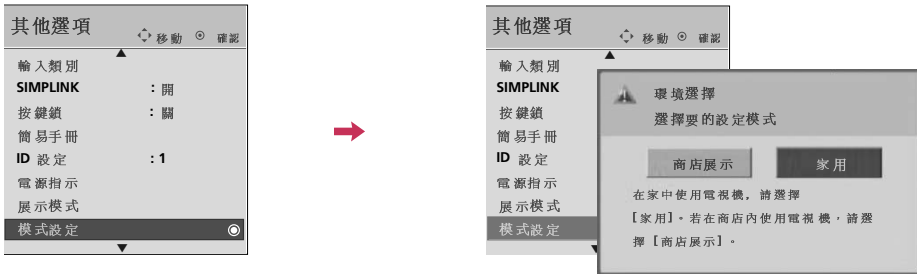 其他選項
移動 ⊙ 確認
輸入類別
SIMPLINK : 開
按鍵鎖 : 關
簡易手冊
ID 設定 : 1
電源指示
展示模式
模式設定
其他選項
移動 ⊙ 確認
輸入類別
SIMPLINK
按鍵鎖
簡易手冊
ID 設定
電源指示
展示模式
模式設定
環境選擇
選擇要的設定模式
商店展示 家用
在家中使用電視機, 請選擇
[家用]。若在商店內使用電視機,請選
擇 [商店展示]。